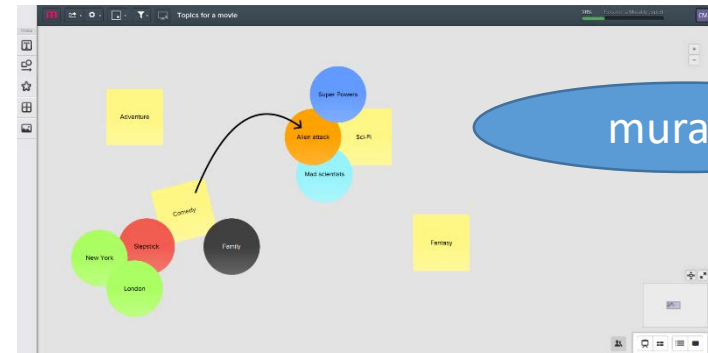 Topics for a movie
Super Powers
Adventure
Alien attack
Sci-Fi
Mad scientists
Comedy
Slapstick
Family
Fantasy
New York
London
mura